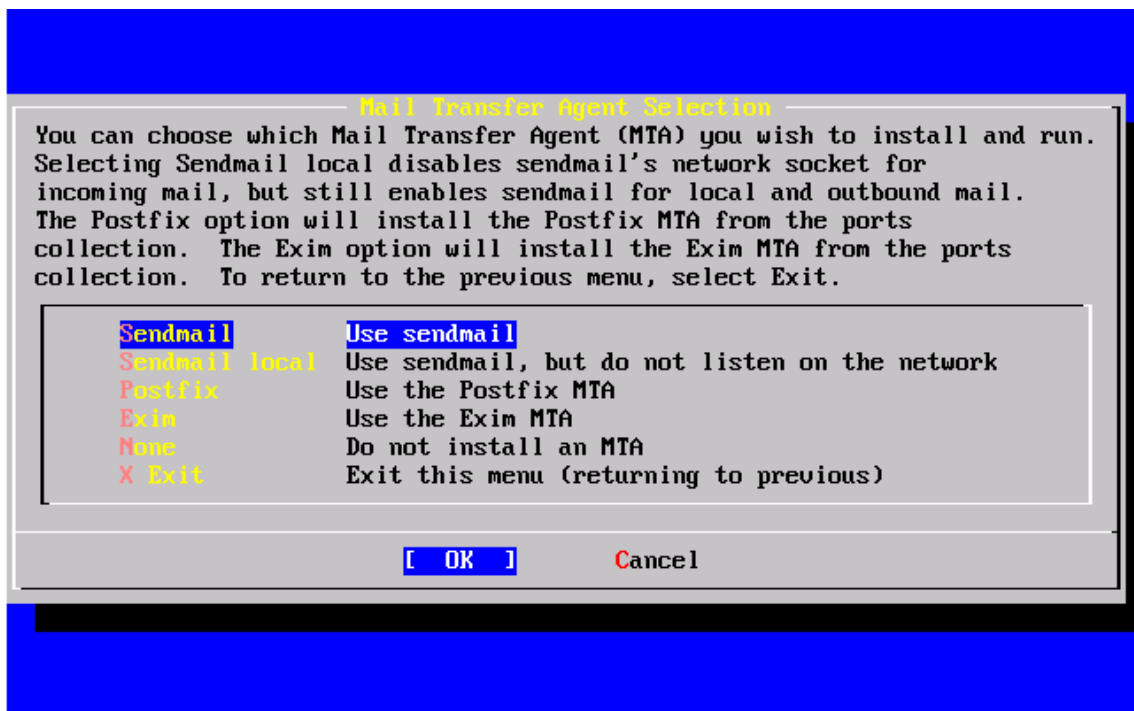 Mail Transfer Agent Selection
You can choose which Mail Transfer Agent (MTA) you wish to install and run.
Selecting Sendmail local disables sendmail's network socket for
incoming mail, but still enables sendmail for local and outbound mail.
The Postfix option will install the Postfix MTA from the ports
collection.  The Exim option will install the Exim MTA from the ports
collection.  To return to the previous menu, select Exit.
Sendmail Use sendmail
Sendmail local Use sendmail, but do not listen on the network
Postfix Use the Postfix MTA
Exim Use the Exim MTA
None Do not install an MTA
X Exit Exit this menu (returning to previous)
[ OK ] Cancel